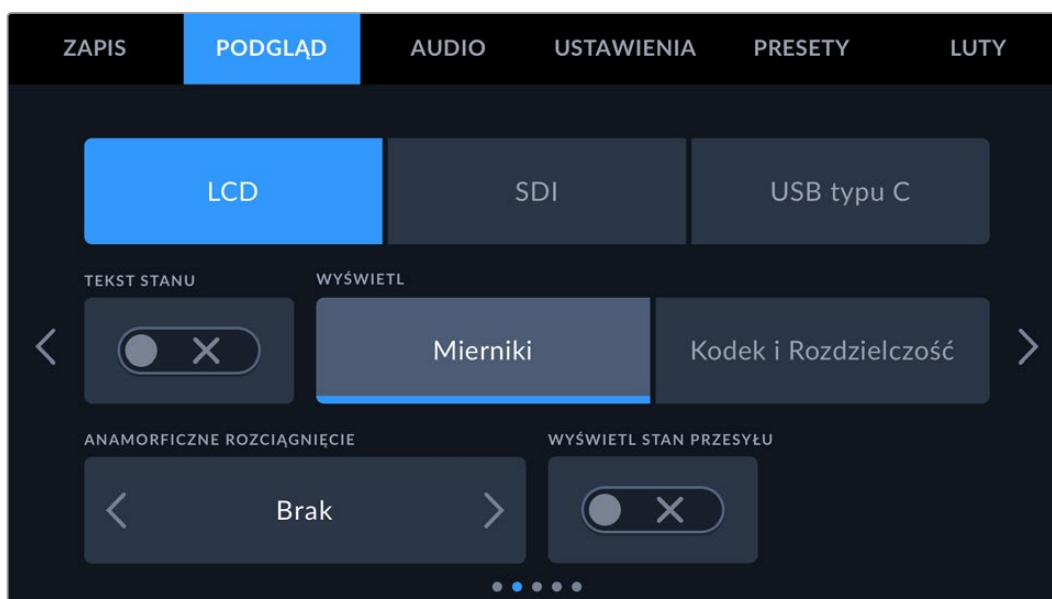 ZAPIS PODGLĄD AUDIO USTAWIENIA PRESETY LUTY
LCD SDI USB typu C
TEKST STANU WYŚWIETL
Mierniki Kodek i Rozdzielczość
ANAMORFICZNE ROZCIĄGNIĘCIE WYŚWIETL STAN PRZESYŁU
Brak